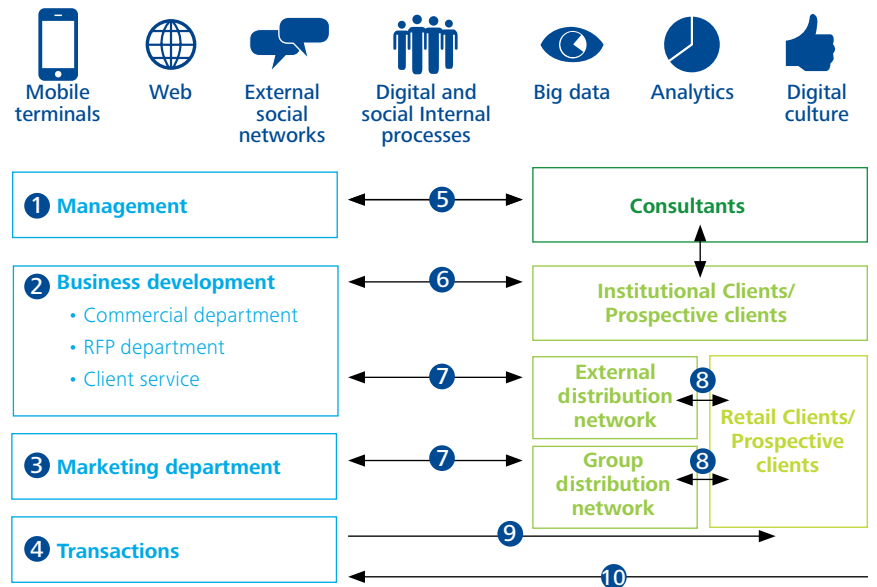 Mobile
terminals
Web
External
social
networks
Digital and
social Internal
processes
Big data
Analytics
Digital
culture
1 Management
5
Consultants
2 Business development
• Commercial department
• RFP department
• Client service
6
Institutional Clients/
Prospective clients
7
External
distribution
network
8
Retail Clients/
Prospective
clients
3 Marketing department
7
Group
distribution
network
8
4 Transactions
9
10